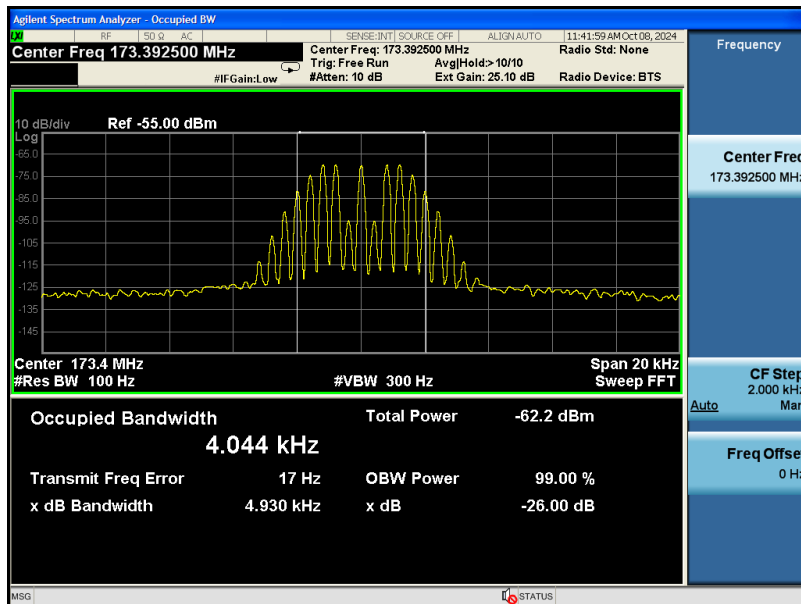 Agilent Spectrum Analyzer - Occupied BW
LXI RF 50 Ω AC SENSE:INT SOURCE OFF ALIGN AUTO 11:41:59 AM Oct 08, 2024
Center Freq 173.392500 MHz
Center Freq: 173.392500 MHz Radio Std: None
Trig: Free Run Avg|Hold:> 10/10
#IFGain:Low #Atten: 10 dB Ext Gain: 25.10 dB Radio Device: BTS
10 dB/div Ref -55.00 dBm
Log
-65.0
-75.0
-85.0
-95.0
-105
-115
-125
-135
-145
Center 173.4 MHz Span 20 kHz
#Res BW 100 Hz #VBW 300 Hz Sweep FFT
Occupied Bandwidth Total Power -62.2 dBm
4.044 kHz
Transmit Freq Error 17 Hz OBW Power 99.00 %
x dB Bandwidth 4.930 kHz x dB -26.00 dB
MSG STATUS
Frequency
Center Freq
173.392500 MHz
CF Step
2.000 kHz
Auto Man
Freq Offset
0 Hz